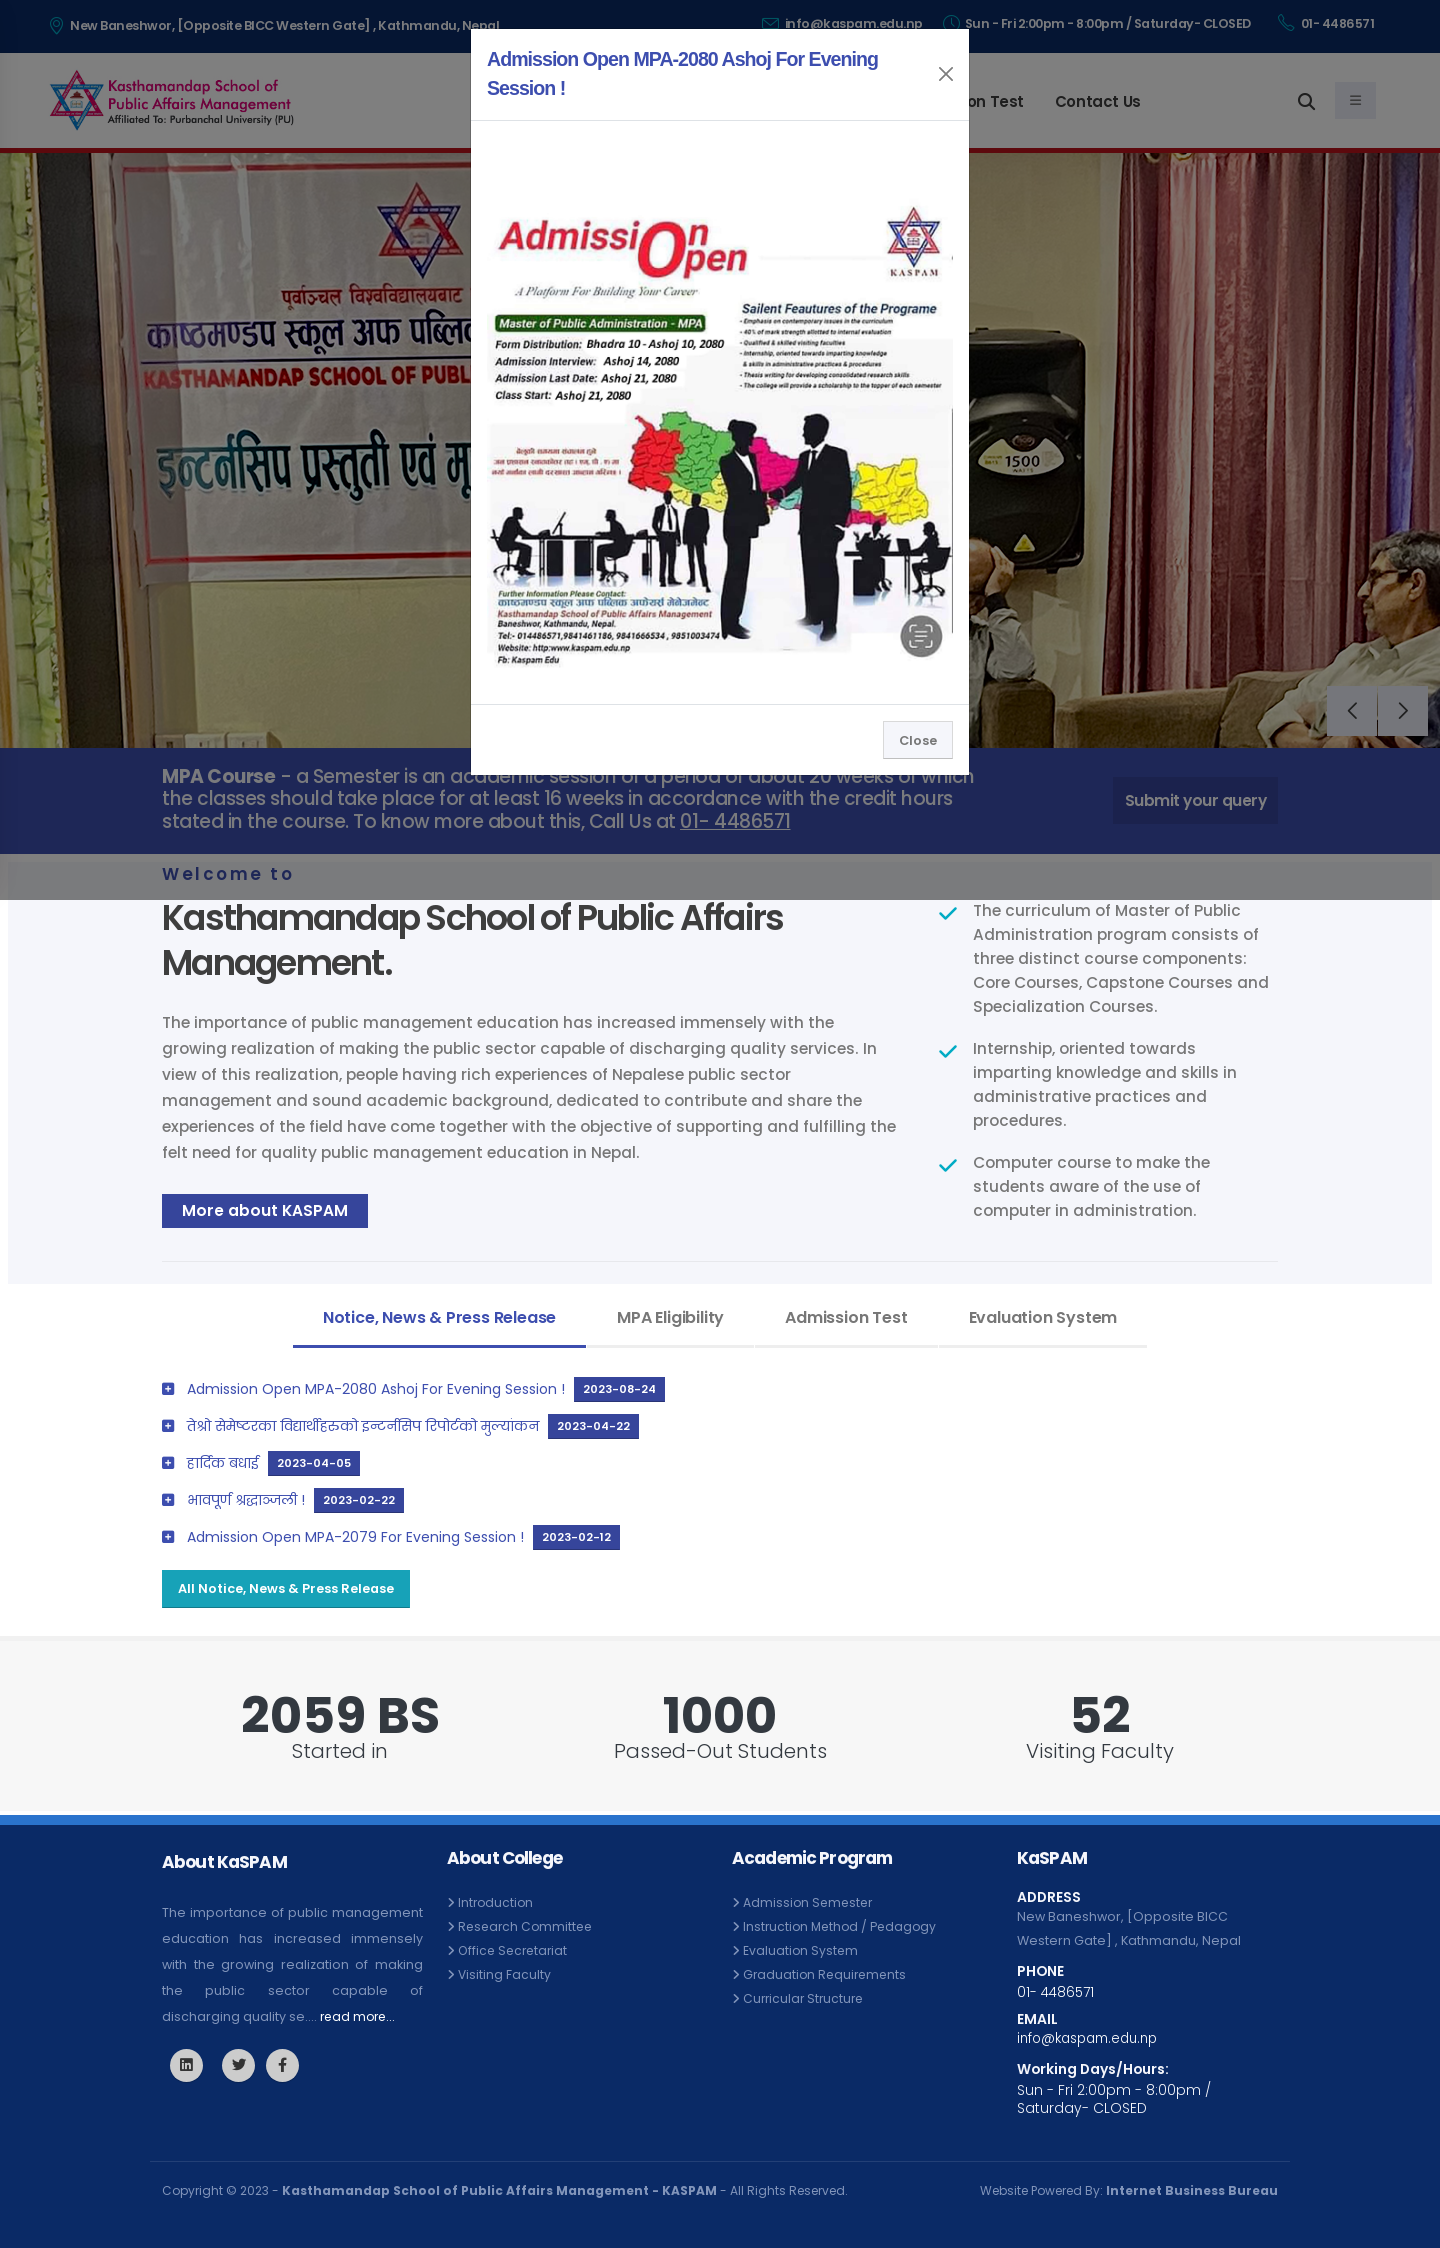 New Baneshwor, [Opposite BICC Western Gate] , Kathmandu, Nepal
info@kaspam.edu.np
Sun - Fri 2:00pm - 8:00pm / Saturday- CLOSED
01- 4486571
Kasthamandap School of
Public Affairs Management
Affiliated To: Purbanchal University (PU)
on Test
Contact Us
Admission Open MPA-2080 Ashoj For Evening
Session !
पूर्वाञ्चल विश्वविद्यालयबाट
काष्ठमण्डप स्कूल अफ पब्लि
KASTHAMANDAP SCHOOL OF PUBL
इन्टर्नसिप प्रस्तुती एवं मू
1500
WATTS
Admission
Open
KASPAM
A Platform For Building Your Career
Master of Public Administration - MPA
Form Distribution: Bhadra 10 - Ashoj 10, 2080
Admission Interview: Ashoj 14, 2080
Admission Last Date: Ashoj 21, 2080
Class Start: Ashoj 21, 2080
Sailent Feautures of the Programe
- Emphasis on contemporary issues in the curriculum
- 40% of mark strength allotted to internal evaluation
- Qualified & skilled visiting faculties
- Internship, oriented towards imparting knowledge
& skills in administrative practices & procedures
- Thesis writing for developing consolidated research skills
- The college will provide a scholarship to the topper of each semester
Further Information Please Contact:
काष्ठमण्डप स्कूल अफ पब्लिक अफेयर्स मेनेजमेन्ट
Kasthamandap School of Public Affairs Management
Baneshwor, Kathmandu, Nepal.
Tel:- 014486571,9841461186, 9841666534 , 9851003474
Website: http:www.kaspam.edu.np
Fb: Kaspam Edu
Close
MPA Course - a Semester is an academic session of a period of about 20 weeks of which
the classes should take place for at least 16 weeks in accordance with the credit hours
stated in the course. To know more about this, Call Us at 01- 4486571
Submit your query
Welcome to
Kasthamandap School of Public Affairs
Management.
The importance of public management education has increased immensely with the
growing realization of making the public sector capable of discharging quality services. In
view of this realization, people having rich experiences of Nepalese public sector
management and sound academic background, dedicated to contribute and share the
experiences of the field have come together with the objective of supporting and fulfilling the
felt need for quality public management education in Nepal.
More about KASPAM
The curriculum of Master of Public
Administration program consists of
three distinct course components:
Core Courses, Capstone Courses and
Specialization Courses.
Internship, oriented towards
imparting knowledge and skills in
administrative practices and
procedures.
Computer course to make the
students aware of the use of
computer in administration.
Notice, News & Press Release
MPA Eligibility
Admission Test
Evaluation System
Admission Open MPA-2080 Ashoj For Evening Session ! 2023-08-24
तेश्रो सेमेष्टरका विद्यार्थीहरुको इन्टर्नसिप रिपोर्टको मुल्यांकन 2023-04-22
हार्दिक बधाई 2023-04-05
भावपूर्ण श्रद्धाञ्जली ! 2023-02-22
Admission Open MPA-2079 For Evening Session ! 2023-02-12
All Notice, News & Press Release
2059 BS
Started in
1000
Passed-Out Students
52
Visiting Faculty
About KaSPAM
The importance of public management
education has increased immensely
with the growing realization of making
the public sector capable of
discharging quality se.... read more...
About College
Introduction
Research Committee
Office Secretariat
Visiting Faculty
Academic Program
Admission Semester
Instruction Method / Pedagogy
Evaluation System
Graduation Requirements
Curricular Structure
KaSPAM
ADDRESS
New Baneshwor, [Opposite BICC
Western Gate] , Kathmandu, Nepal
PHONE
01- 4486571
EMAIL
info@kaspam.edu.np
Working Days/Hours:
Sun - Fri 2:00pm - 8:00pm /
Saturday- CLOSED
Copyright © 2023 - Kasthamandap School of Public Affairs Management - KASPAM - All Rights Reserved.
Website Powered By: Internet Business Bureau